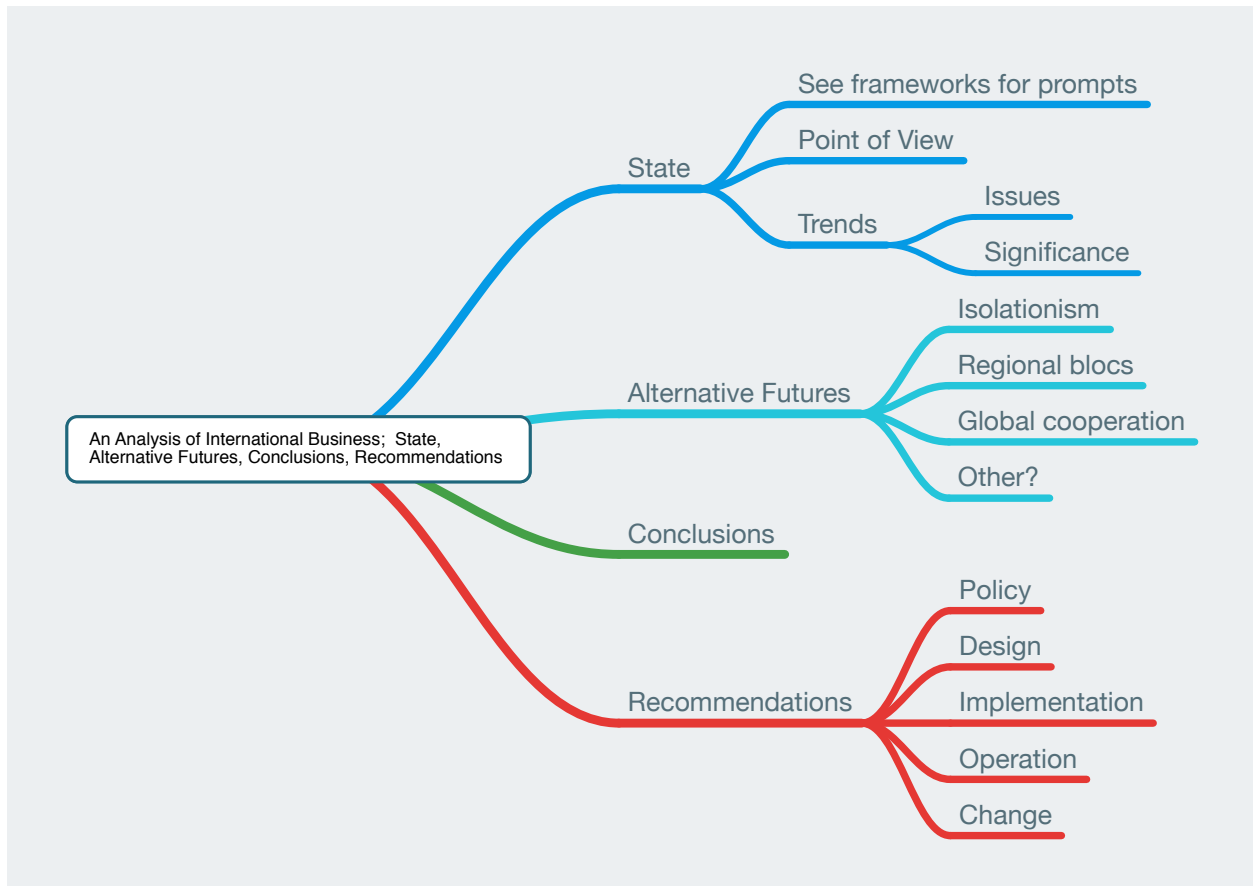 An Analysis of International Business;  State,
Alternative Futures, Conclusions, Recommendations
State
See frameworks for prompts
Point of View
Trends
Issues
Significance
Alternative Futures
Isolationism
Regional blocs
Global cooperation
Other?
Conclusions
Recommendations
Policy
Design
Implementation
Operation
Change